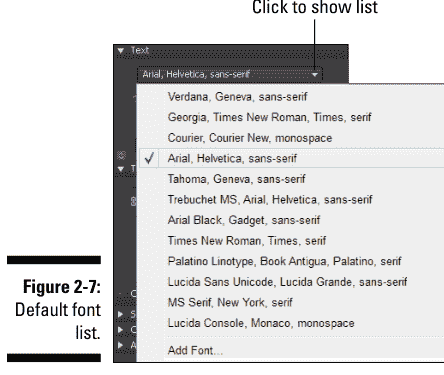 Click to show list
Text
Arial, Helvetica, sans-serif
Verdana, Geneva, sans-serif
Georgia, Times New Roman, Times, serif
Courier, Courier New, monospace
Arial, Helvetica, sans-serif
Tahoma, Geneva, sans-serif
Trebuchet MS, Arial, Helvetica, sans-serif
Arial Black, Gadget, sans-serif
Times New Roman, Times, serif
Palatino Linotype, Book Antiqua, Palatino, serif
Lucida Sans Unicode, Lucida Grande, sans-serif
MS Serif, New York, serif
Lucida Console, Monaco, monospace
Add Font...
Figure 2-7:
Default font
list.